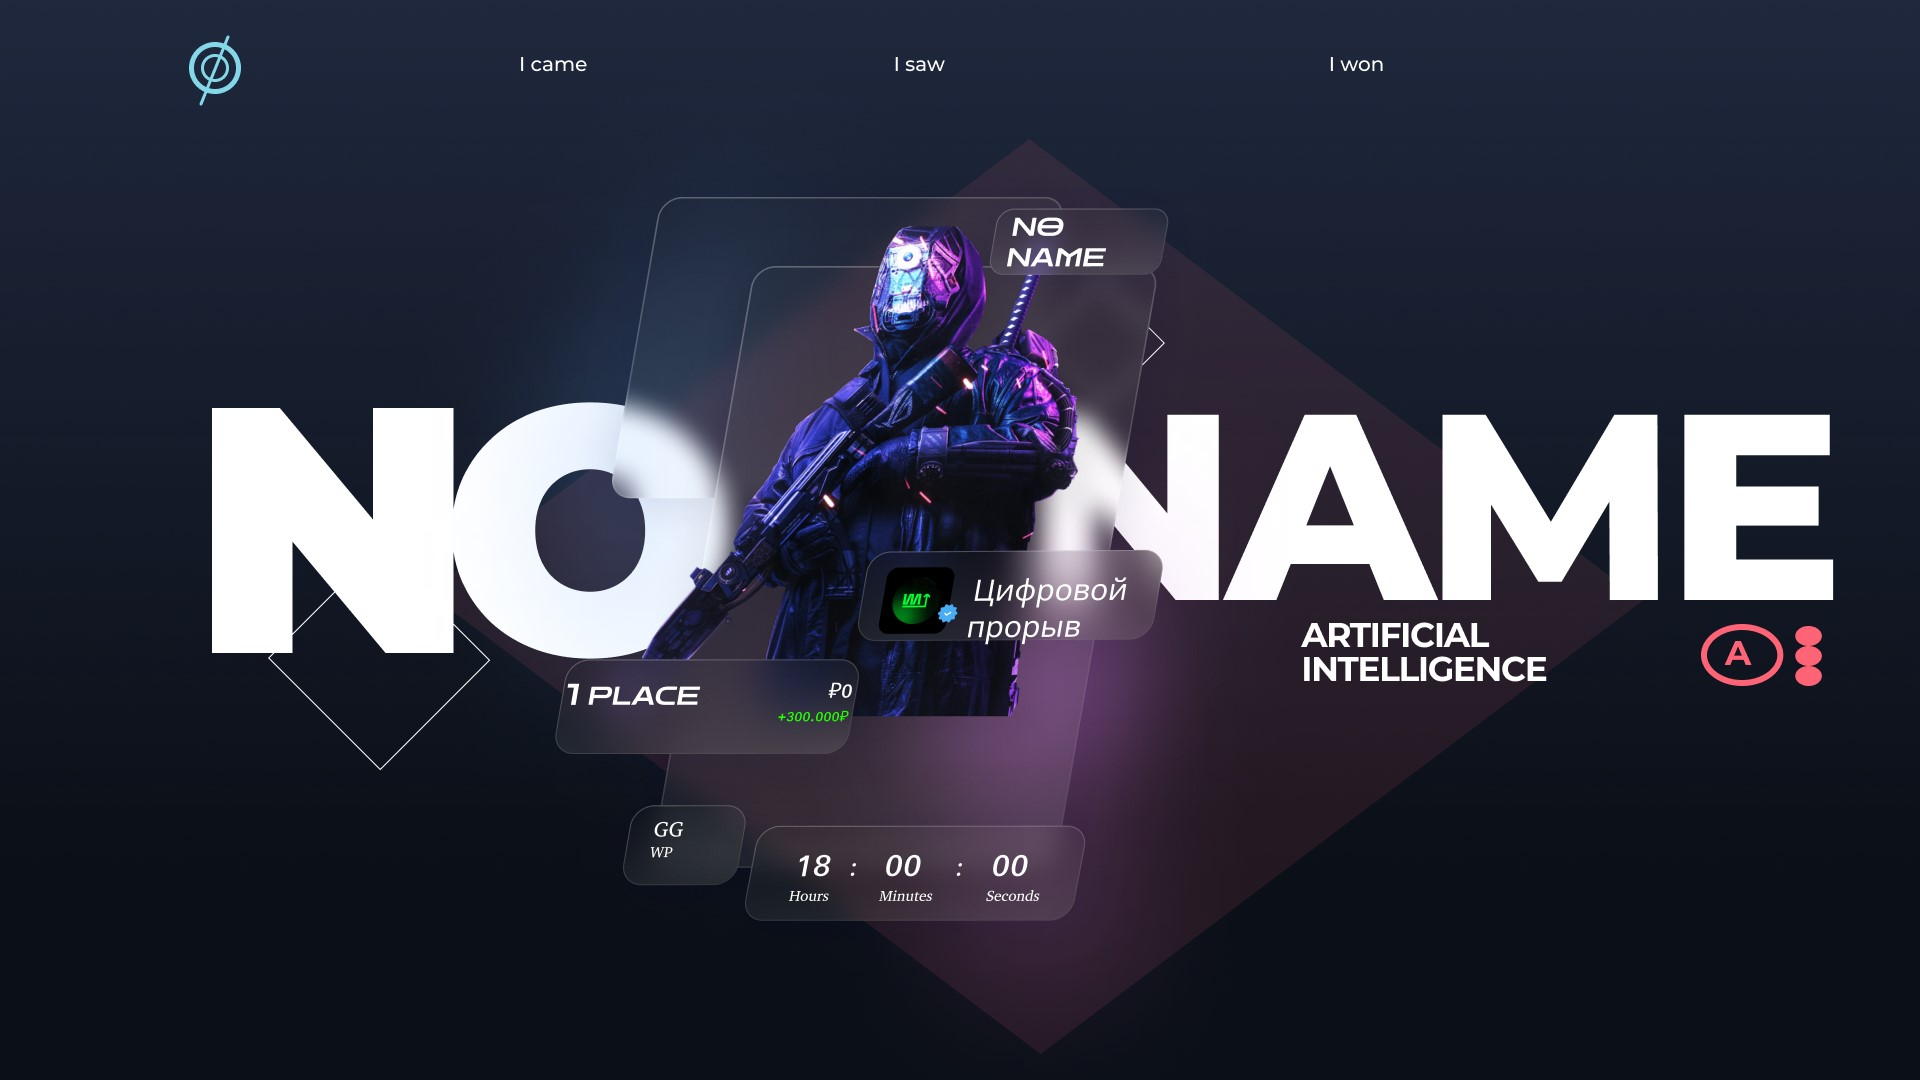 I came
I saw
I won
NO
NAME
NO NAME
Цифровой
прорыв
ARTIFICIAL
INTELLIGENCE
A
1 PLACE
₽0
+300.000₽
GG
WP
18 : 00 : 00
Hours Minutes Seconds